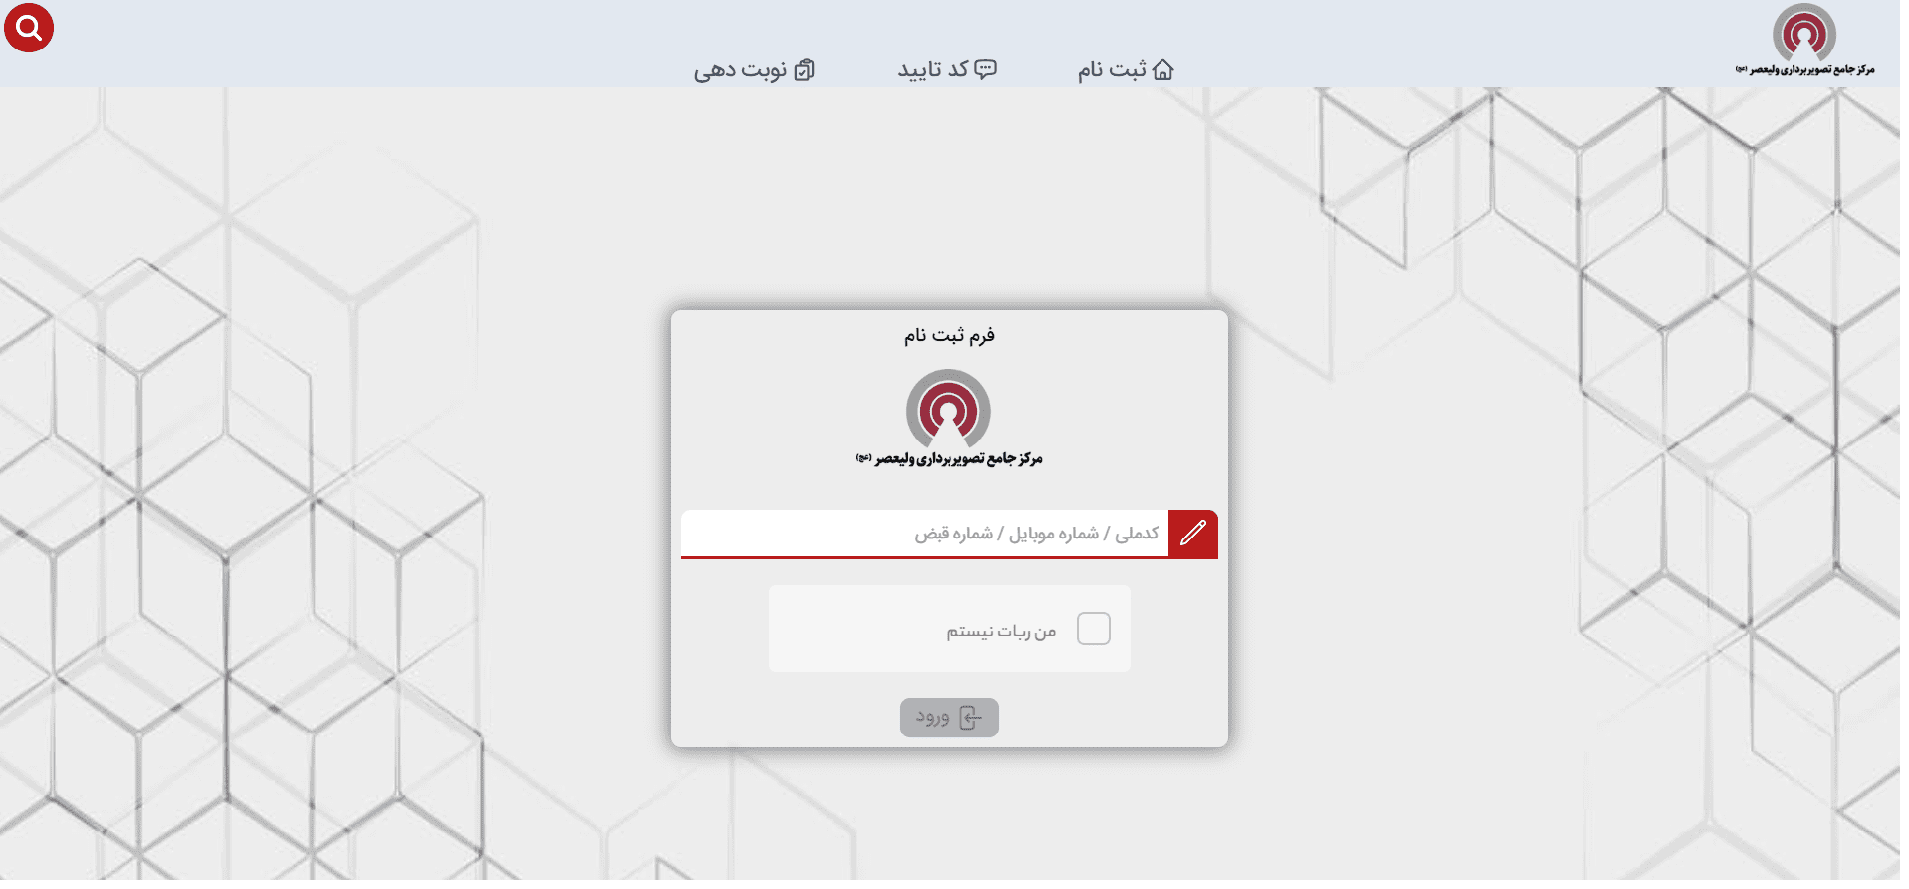 مرکز جامع تصویربرداری ولیعصر (عج)
ثبت نام
کد تایید
نوبت دهی
فرم ثبت نام
مرکز جامع تصویربرداری ولیعصر (عج)
کدملی / شماره موبایل / شماره قبض
من ربات نیستم
ورود